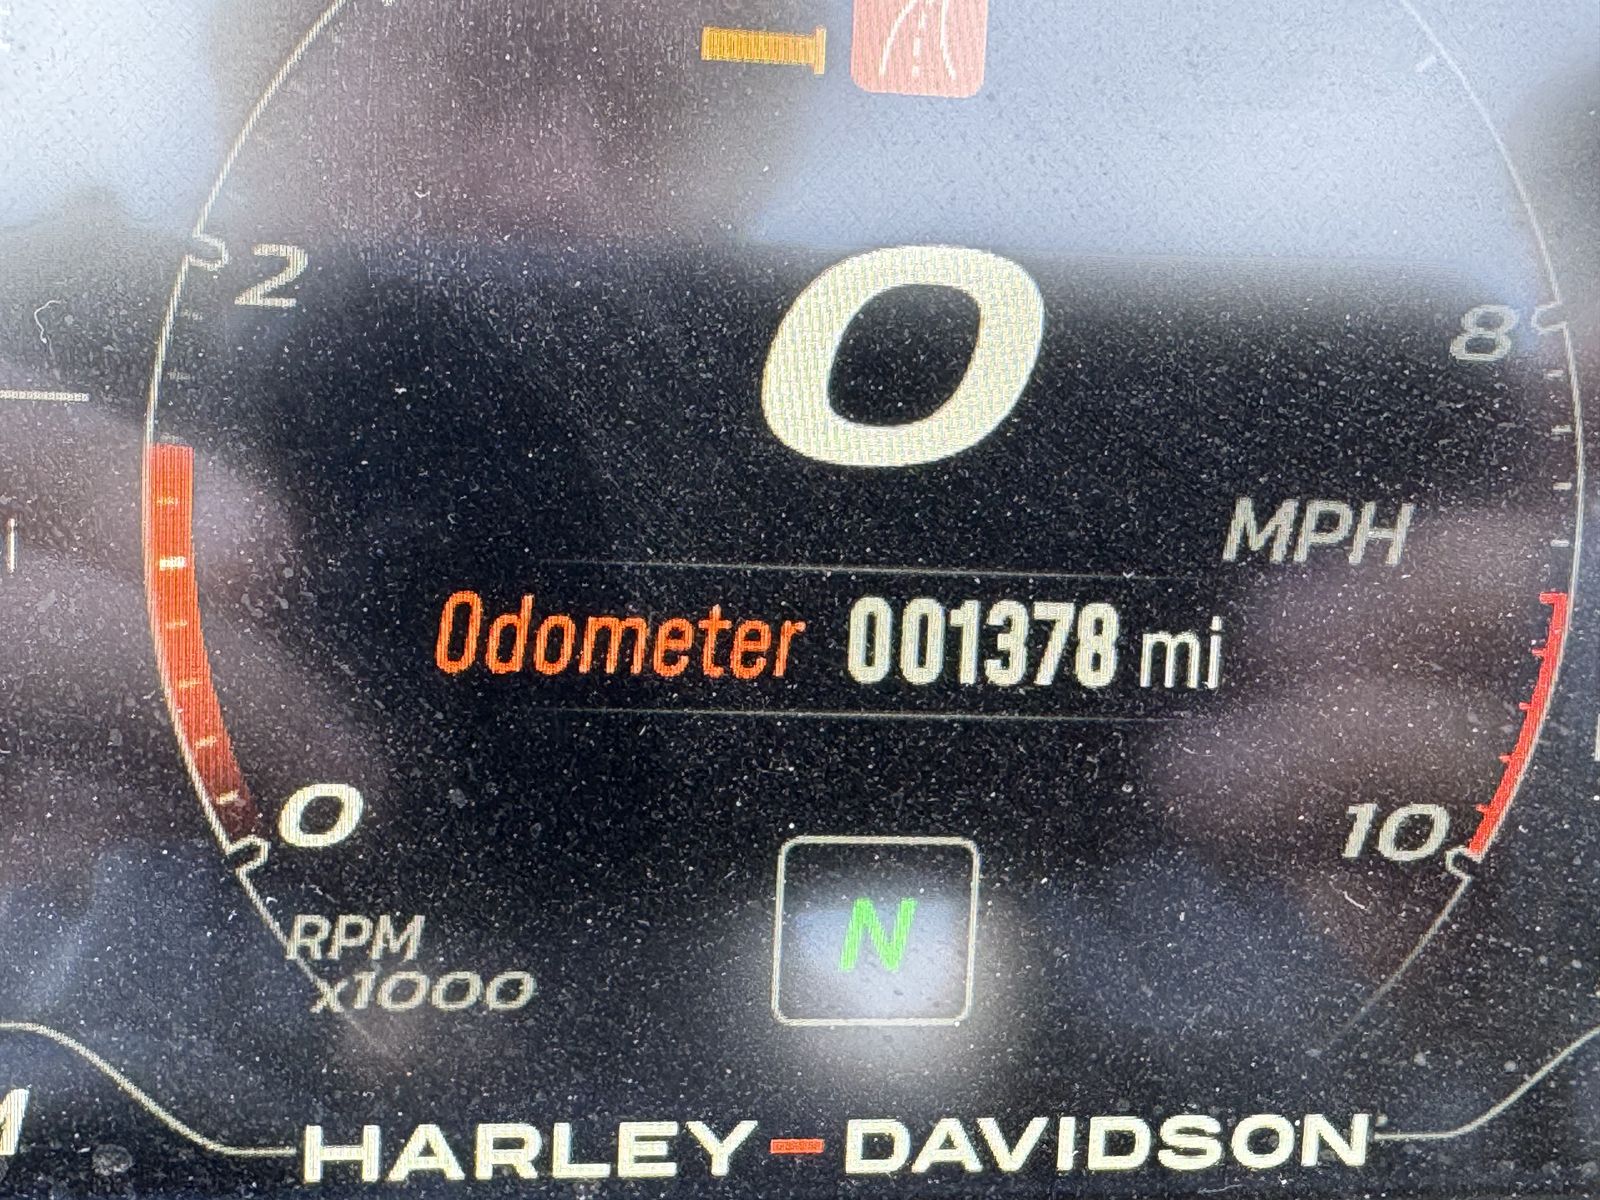 2
0
8
MPH
Odometer 001378 mi
0
10
N
RPM
x1000
HARLEY-DAVIDSON